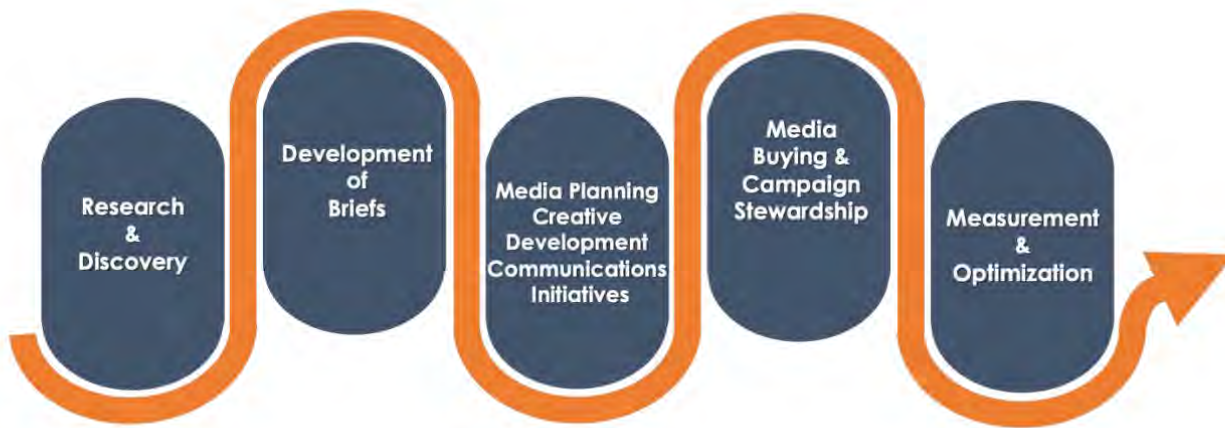 Research
&
Discovery
Development
of
Briefs
Media Planning
Creative
Development
Communications
Initiatives
Media
Buying &
Campaign
Stewardship
Measurement
&
Optimization